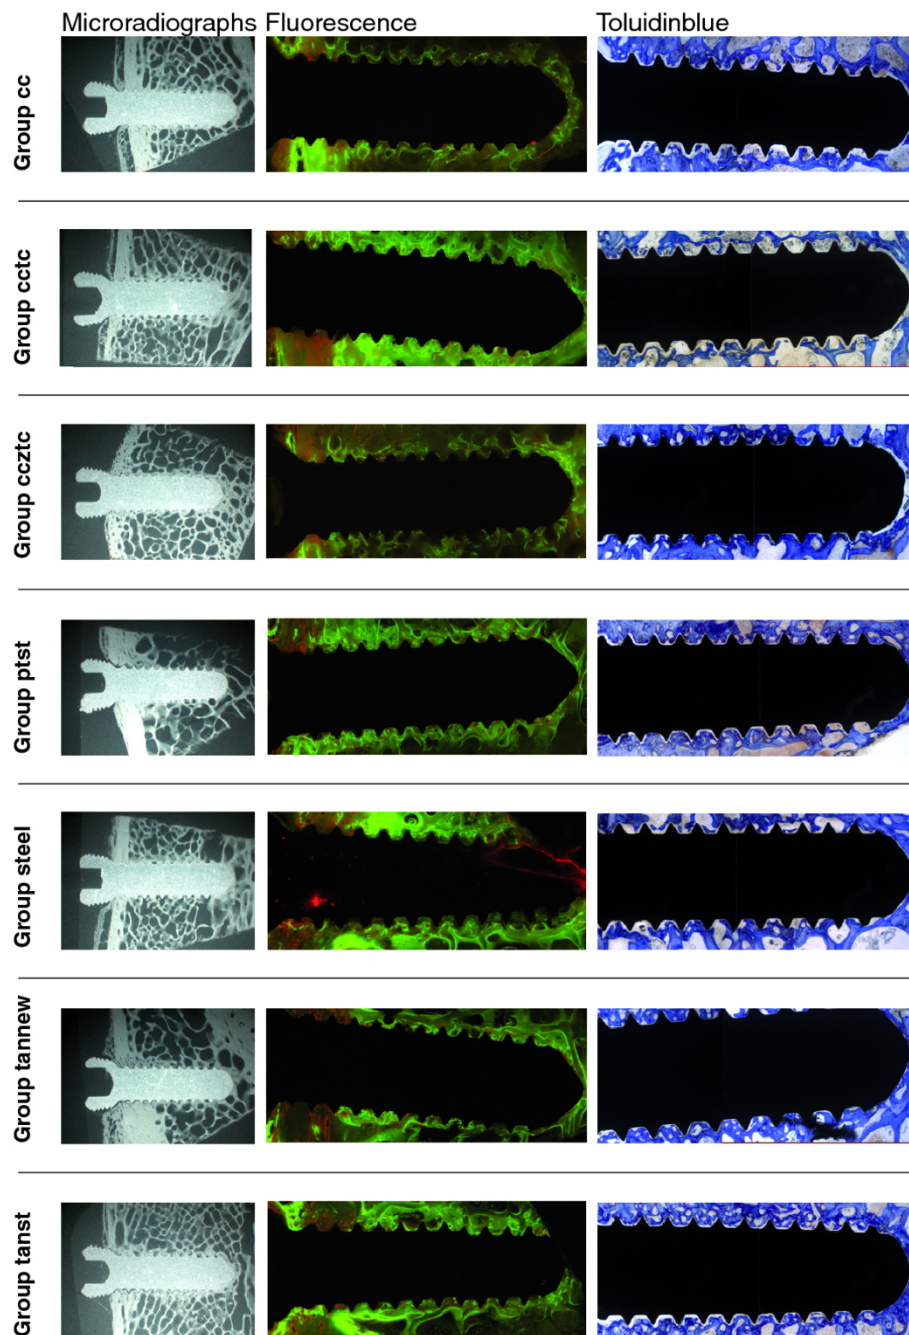 Microradiographs Fluorescence Toluidinblue
Group cc
Group cctc
Group ccztc
Group ptst
Group steel
Group tannew
Group tanst